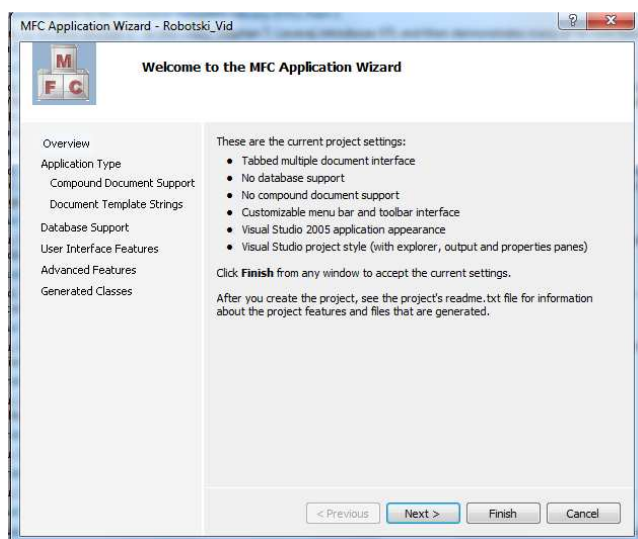 MFC Application Wizard - Robotski_Vid
M
F C
Welcome to the MFC Application Wizard
Overview
Application Type
Compound Document Support
Document Template Strings
Database Support
User Interface Features
Advanced Features
Generated Classes
These are the current project settings:
• Tabbed multiple document interface
• No database support
• No compound document support
• Customizable menu bar and toolbar interface
• Visual Studio 2005 application appearance
• Visual Studio project style (with explorer, output and properties panes)
Click Finish from any window to accept the current settings.
After you create the project, see the project's readme.txt file for information
about the project features and files that are generated.
< Previous Next > Finish Cancel